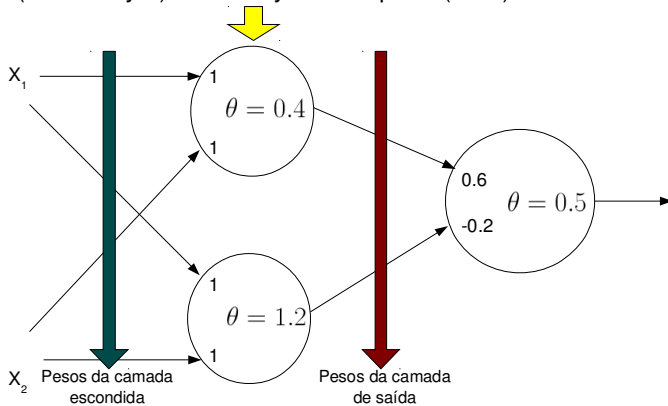 X1
1
θ = 0.4
1
0.6
θ = 0.5
-0.2
1
θ = 1.2
1
X2
Pesos da camada
escondida
Pesos da camada
de saída